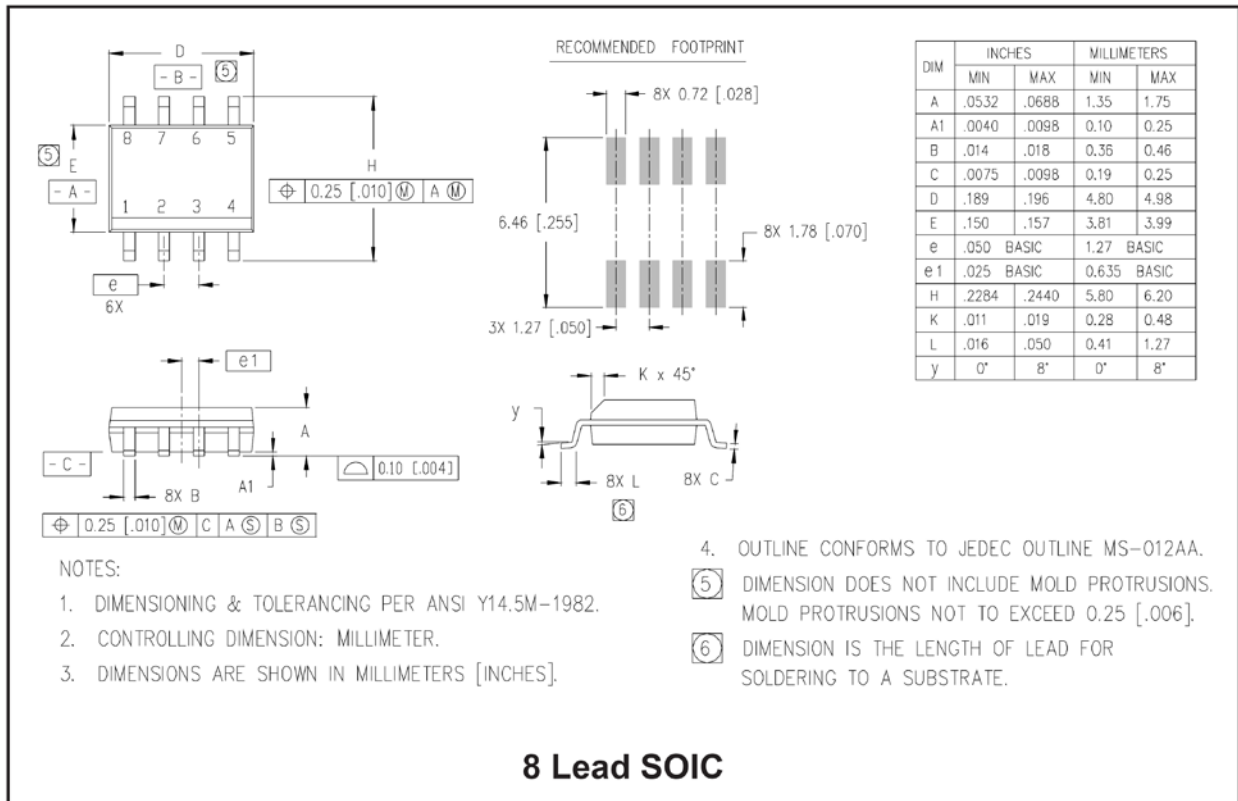 D
- B -
5
8 7 6 5
5
E
- A -
H
⌖ 0.25 [.010] Ⓜ A Ⓜ
1 2 3 4
e
6X
RECOMMENDED FOOTPRINT
8X 0.72 [.028]
6.46 [.255]
8X 1.78 [.070]
3X 1.27 [.050]
DIM INCHES MILLIMETERS
MIN MAX MIN MAX
A .0532 .0688 1.35 1.75
A1 .0040 .0098 0.10 0.25
B .014 .018 0.36 0.46
C .0075 .0098 0.19 0.25
D .189 .196 4.80 4.98
E .150 .157 3.81 3.99
e .050 BASIC 1.27 BASIC
e1 .025 BASIC 0.635 BASIC
H .2284 .2440 5.80 6.20
K .011 .019 0.28 0.48
L .016 .050 0.41 1.27
y 0° 8° 0° 8°
e1
A
- C -
8X B
A1
⌓ 0.10 [.004]
⌖ 0.25 [.010] Ⓜ C A Ⓢ B Ⓢ
K x 45°
y
8X L
6
8X C
NOTES:
1. DIMENSIONING & TOLERANCING PER ANSI Y14.5M-1982.
2. CONTROLLING DIMENSION: MILLIMETER.
3. DIMENSIONS ARE SHOWN IN MILLIMETERS [INCHES].
4. OUTLINE CONFORMS TO JEDEC OUTLINE MS-012AA.
5 DIMENSION DOES NOT INCLUDE MOLD PROTRUSIONS.
MOLD PROTRUSIONS NOT TO EXCEED 0.25 [.006].
6 DIMENSION IS THE LENGTH OF LEAD FOR
SOLDERING TO A SUBSTRATE.
8 Lead SOIC